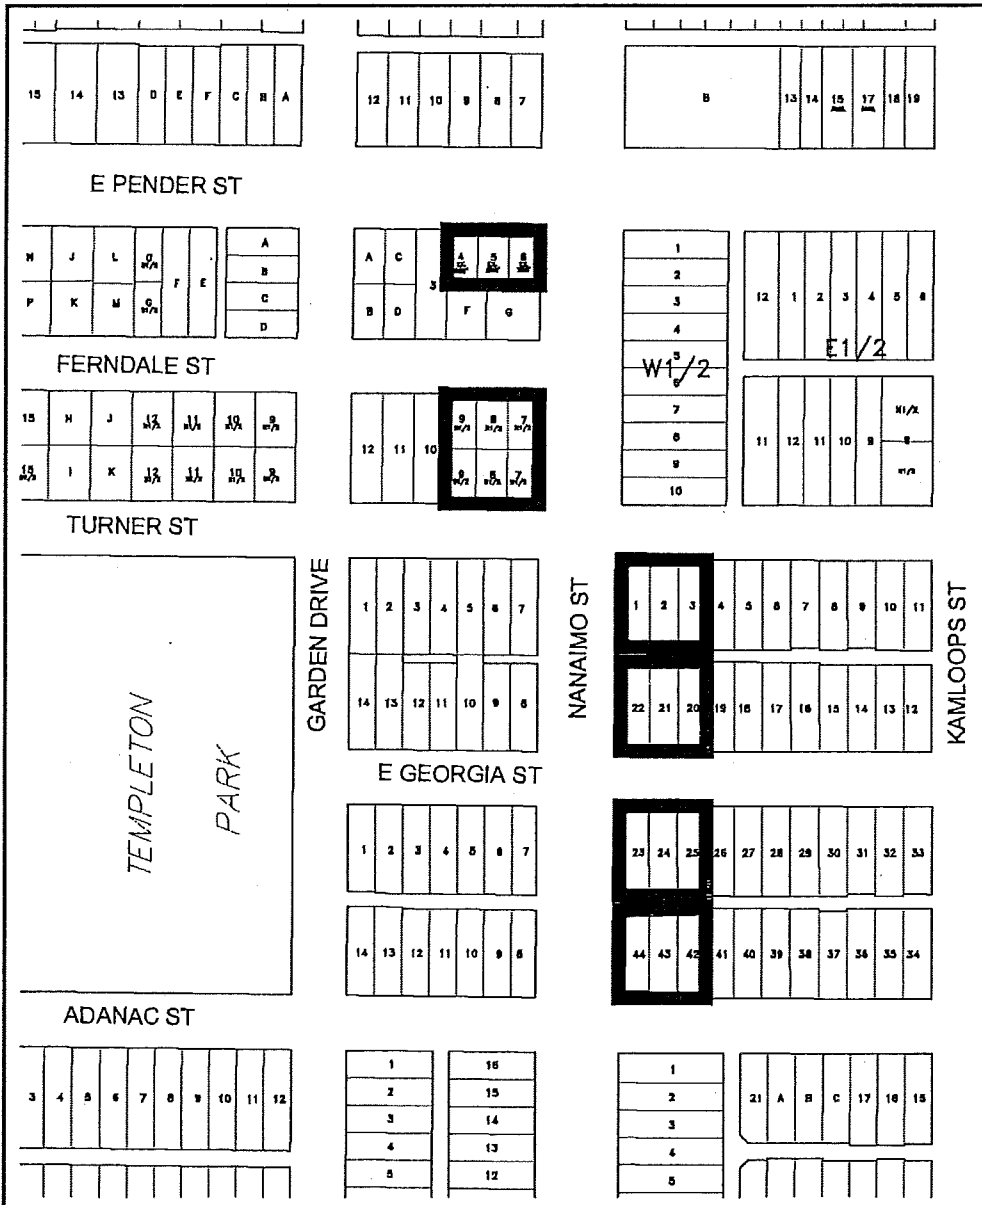 15 14 13 D E F C H A
12 11 10 9 8 7
B 13 14 15 17 18 19
E PENDER ST
N J L F E
P K M
A
B
C
D
A C 3
B D F G
4 5 6
1
2
3
4
5
6
7
8
9
10
W1/2
12 1 2 3 4 5 6
E1/2
FERNDALE ST
15 H J 12 11 10 9
I K 12 11 10 9
12 11 10
9 8 7
9 8 7
11 12 11 10 9
N1/2
TURNER ST
TEMPLETON
PARK
GARDEN DRIVE
1 2 3 4 5 6 7
14 13 12 11 10 9 8
NANAIMO ST
1 2 3 4 5 6 7 8 9 10 11
22 21 20 19 18 17 16 15 14 13 12
KAMLOOPS ST
E GEORGIA ST
1 2 3 4 5 6 7
14 13 12 11 10 9 8
23 24 25 26 27 28 29 30 31 32 33
44 43 42 41 40 39 38 37 36 35 34
ADANAC ST
3 4 5 6 7 8 9 10 11 12
1
2
3
4
5
16
15
14
13
12
1
2
3
4
5
21 A B C 17 16 15